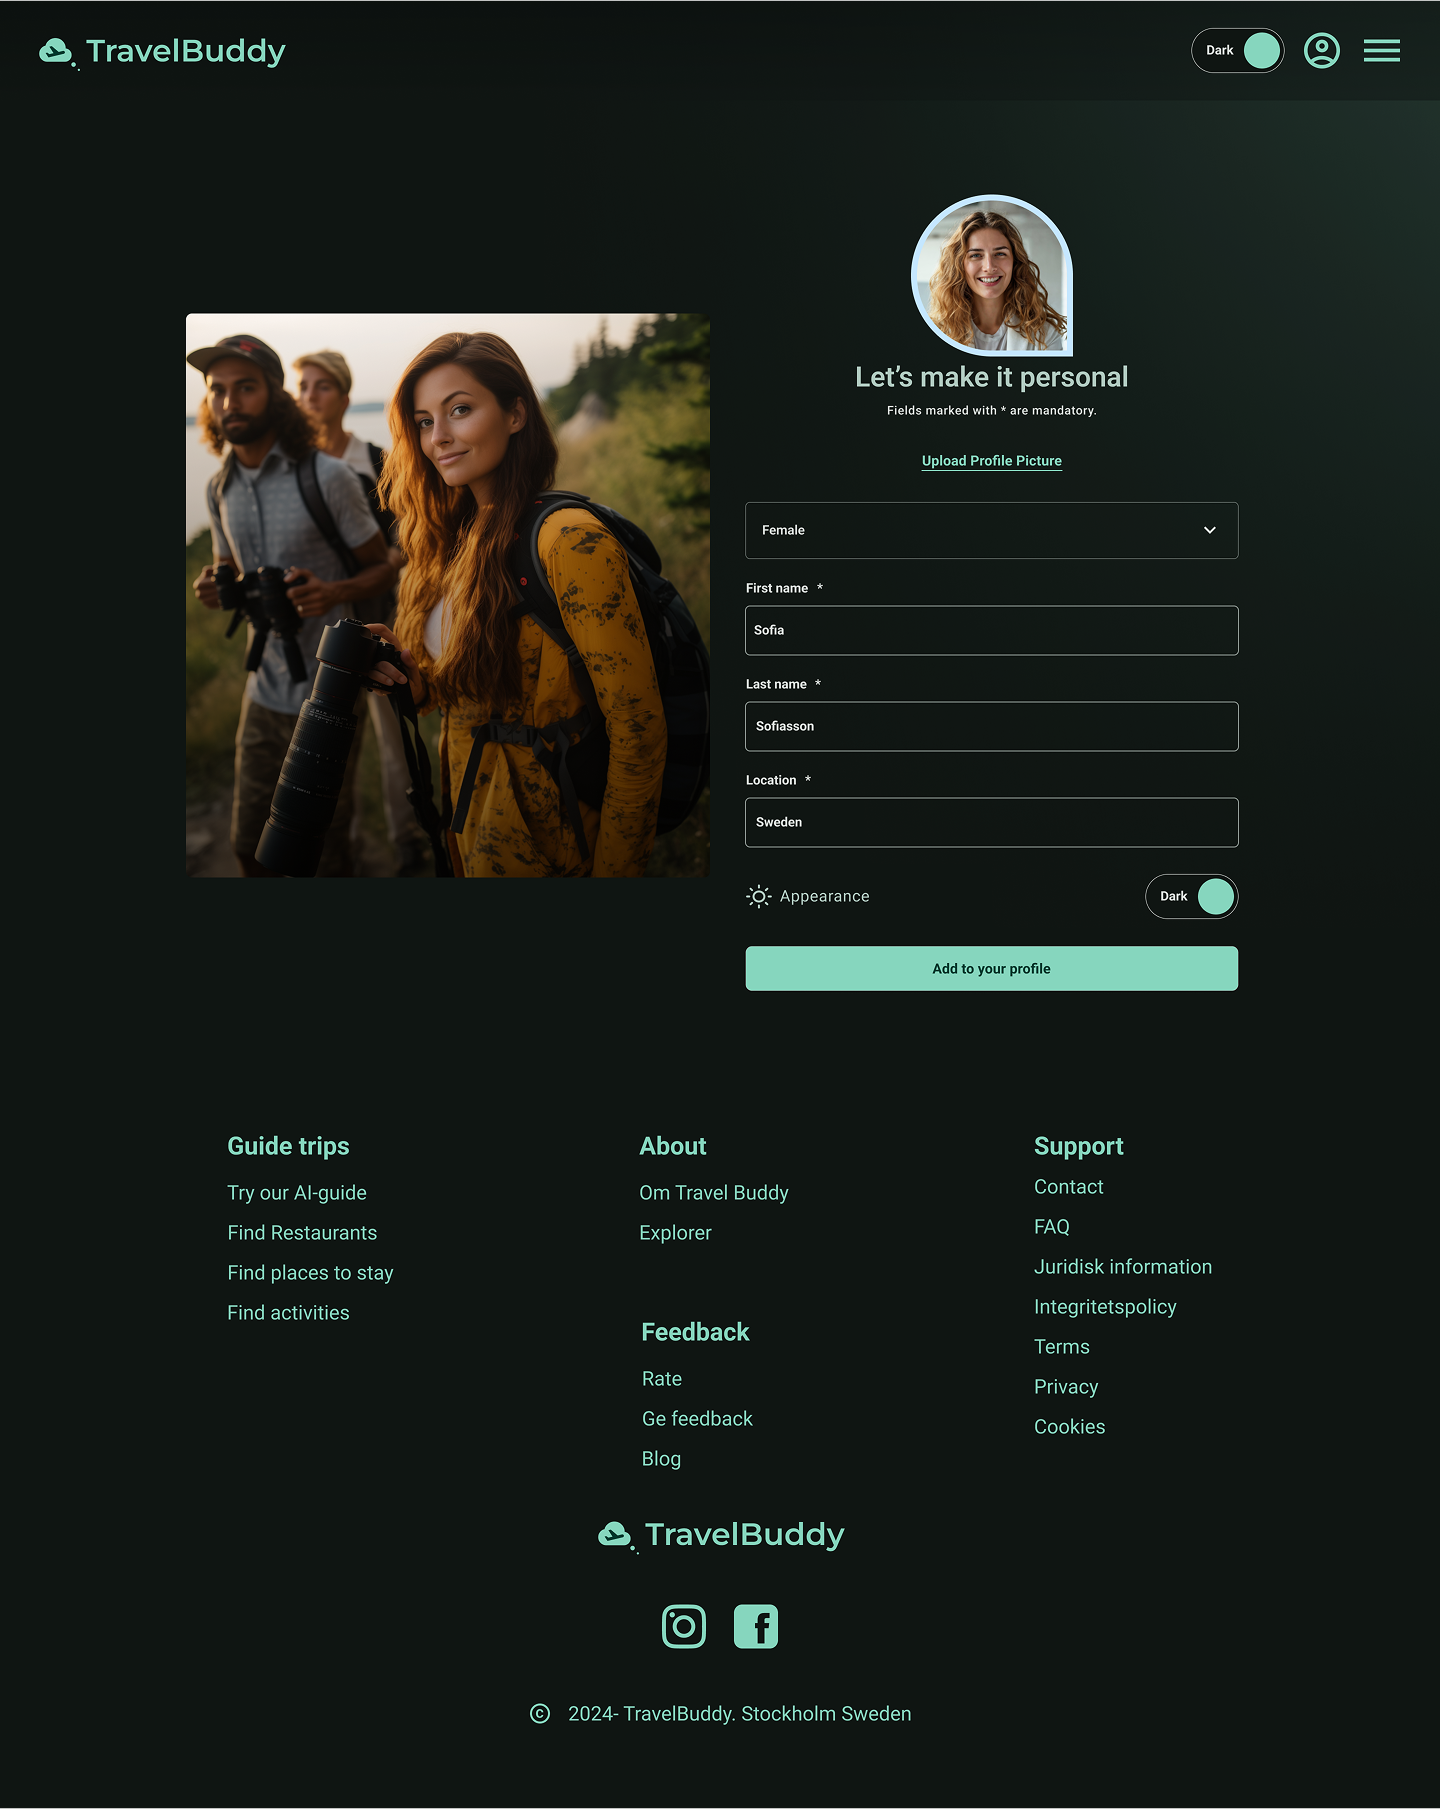 TravelBuddy
Dark
Let’s make it personal
Fields marked with * are mandatory.
Upload Profile Picture
Female
First name *
Sofia
Last name *
Sofiasson
Location *
Sweden
Appearance
Dark
Add to your profile
Guide trips
Try our AI-guide
Find Restaurants
Find places to stay
Find activities
About
Om Travel Buddy
Explorer
Feedback
Rate
Ge feedback
Blog
Support
Contact
FAQ
Juridisk information
Integritetspolicy
Terms
Privacy
Cookies
TravelBuddy
© 2024- TravelBuddy. Stockholm Sweden